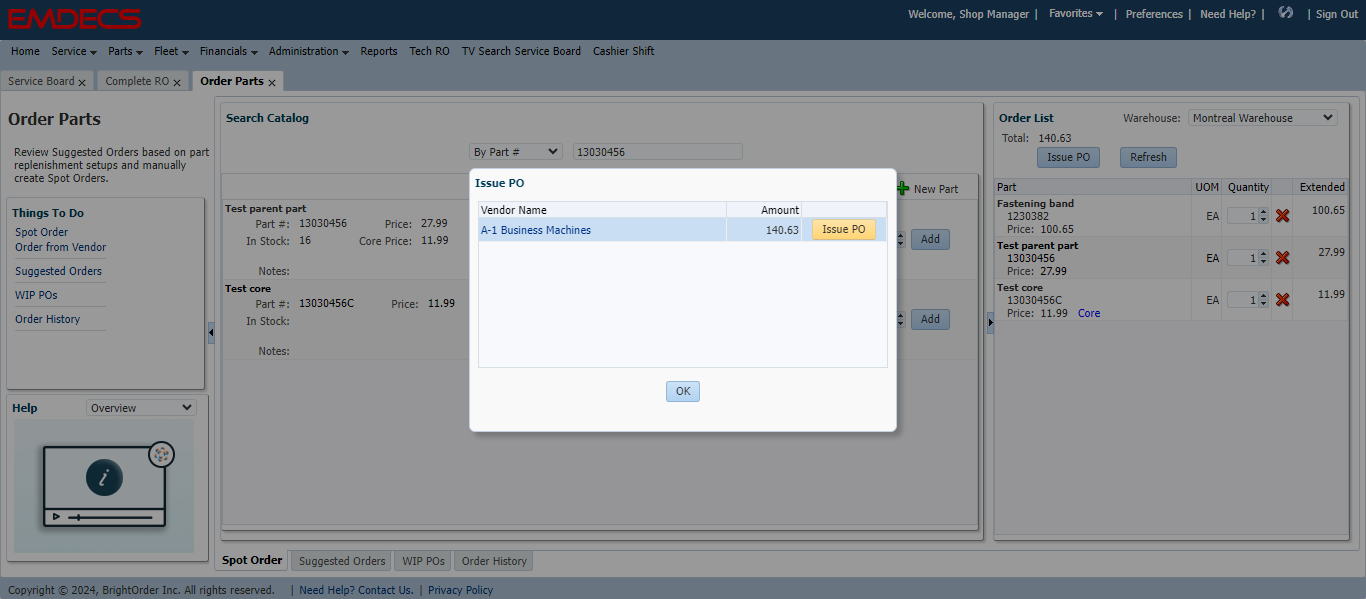 EMDECS
Welcome, Shop Manager | Favorites | Preferences | Need Help? | | Sign Out
Home Service Parts Fleet Financials Administration Reports Tech RO TV Search Service Board Cashier Shift
Service Board x Complete RO x Order Parts x
Order Parts
Review Suggested Orders based on part
replenishment setups and manually
create Spot Orders.
Things To Do
Spot Order
Order from Vendor
Suggested Orders
WIP POs
Order History
Help Overview
i
Search Catalog
By Part # 13030456
New Part
Test parent part
Part #: 13030456 Price: 27.99
In Stock: 16 Core Price: 11.99
Add
Notes:
Test core
Part #: 13030456C Price: 11.99
In Stock:
Add
Notes:
Issue PO
Vendor Name Amount
A-1 Business Machines 140.63 Issue PO
OK
Order List Warehouse: Montreal Warehouse
Total: 140.63
Issue PO Refresh
Part UOM Quantity Extended
Fastening band
1230382 EA 1 100.65
Price: 100.65
Test parent part
13030456 EA 1 27.99
Price: 27.99
Test core
13030456C EA 1 11.99
Price: 11.99 Core
Spot Order Suggested Orders WIP POs Order History
Copyright © 2024, BrightOrder Inc. All rights reserved. | Need Help? Contact Us. | Privacy Policy